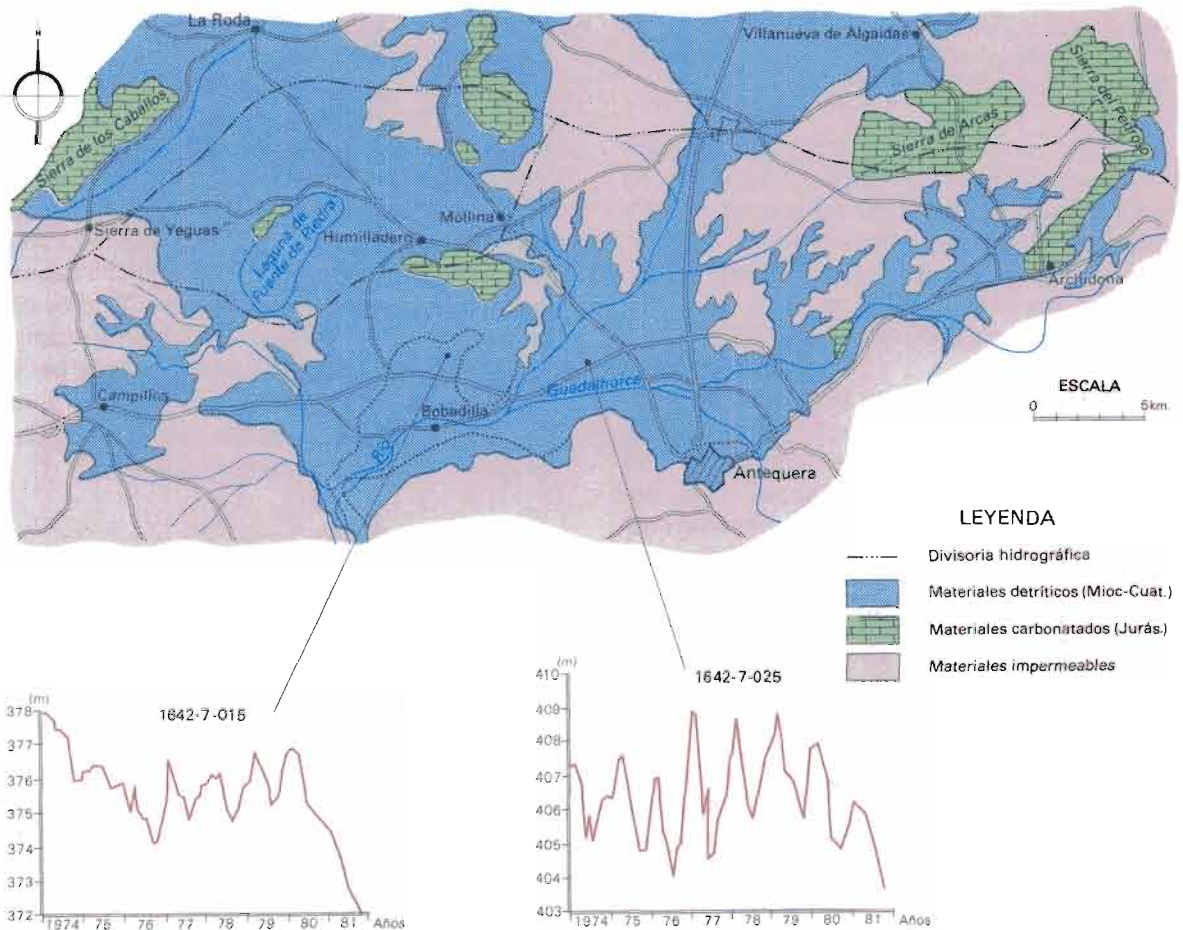 N
La Roda
Villanueva de Algaidas
Sierra de los Caballos
Sierra del Pedroso
Sierra de Arcas
Sierra de Yeguas
Laguna de
Fuente de Piedra
Humilladero
Mollina
Archidona
Campillos
Guadalhorce
Bobadilla
Antequera
ESCALA
0 5km.
LEYENDA
Divisoria hidrográfica
Materiales detríticos (Mioc-Cuat.)
Materiales carbonatados (Jurás.)
Materiales impermeables
(m)
1642-7-015
378
377
376
375
374
373
372
1974 75 76 77 78 79 80 81 Años
(m)
1642-7-025
410
409
408
407
406
405
404
403
1974 75 76 77 78 79 80 81 Años